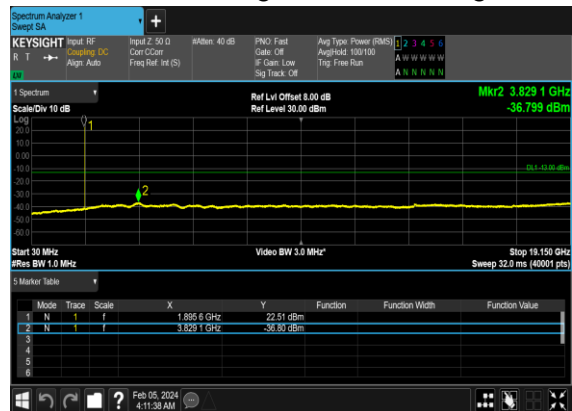 Spectrum Analyzer 1
Swept SA
+
KEYSIGHT Input: RF Input Z: 50 Ω #Atten: 40 dB PNO: Fast Avg Type: Power (RMS) 1 2 3 4 5 6
R T Coupling: DC Corr CCorr Gate: Off Avg|Hold: 100/100 A W W W W W
Align: Auto Freq Ref: Int (S) IF Gain: Low Trig: Free Run
LW Sig Track: Off A N N N N N
1 Spectrum Ref Lvl Offset 8.00 dB Mkr2 3.829 1 GHz
Scale/Div 10 dB Ref Level 30.00 dBm -36.799 dBm
Log
20.0
10.0
0.00
-10.0
-20.0
-30.0
-40.0
-50.0
-60.0
1
2
DL1 -13.00 dBm
Start 30 MHz Video BW 3.0 MHz* Stop 19.150 GHz
#Res BW 1.0 MHz Sweep 32.0 ms (40001 pts)
5 Marker Table
Mode Trace Scale X Y Function Function Width Function Value
1 N 1 f 1.895 6 GHz 22.51 dBm
2 N 1 f 3.829 1 GHz -36.80 dBm
3
4
5
6
? Feb 05, 2024
4:11:38 AM